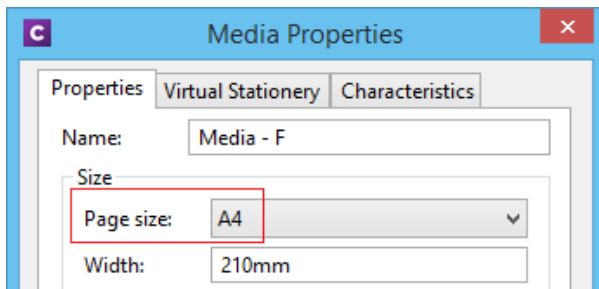 C Media Properties ×
Properties Virtual Stationery Characteristics
Name: Media - F
Size
Page size: A4
Width: 210mm